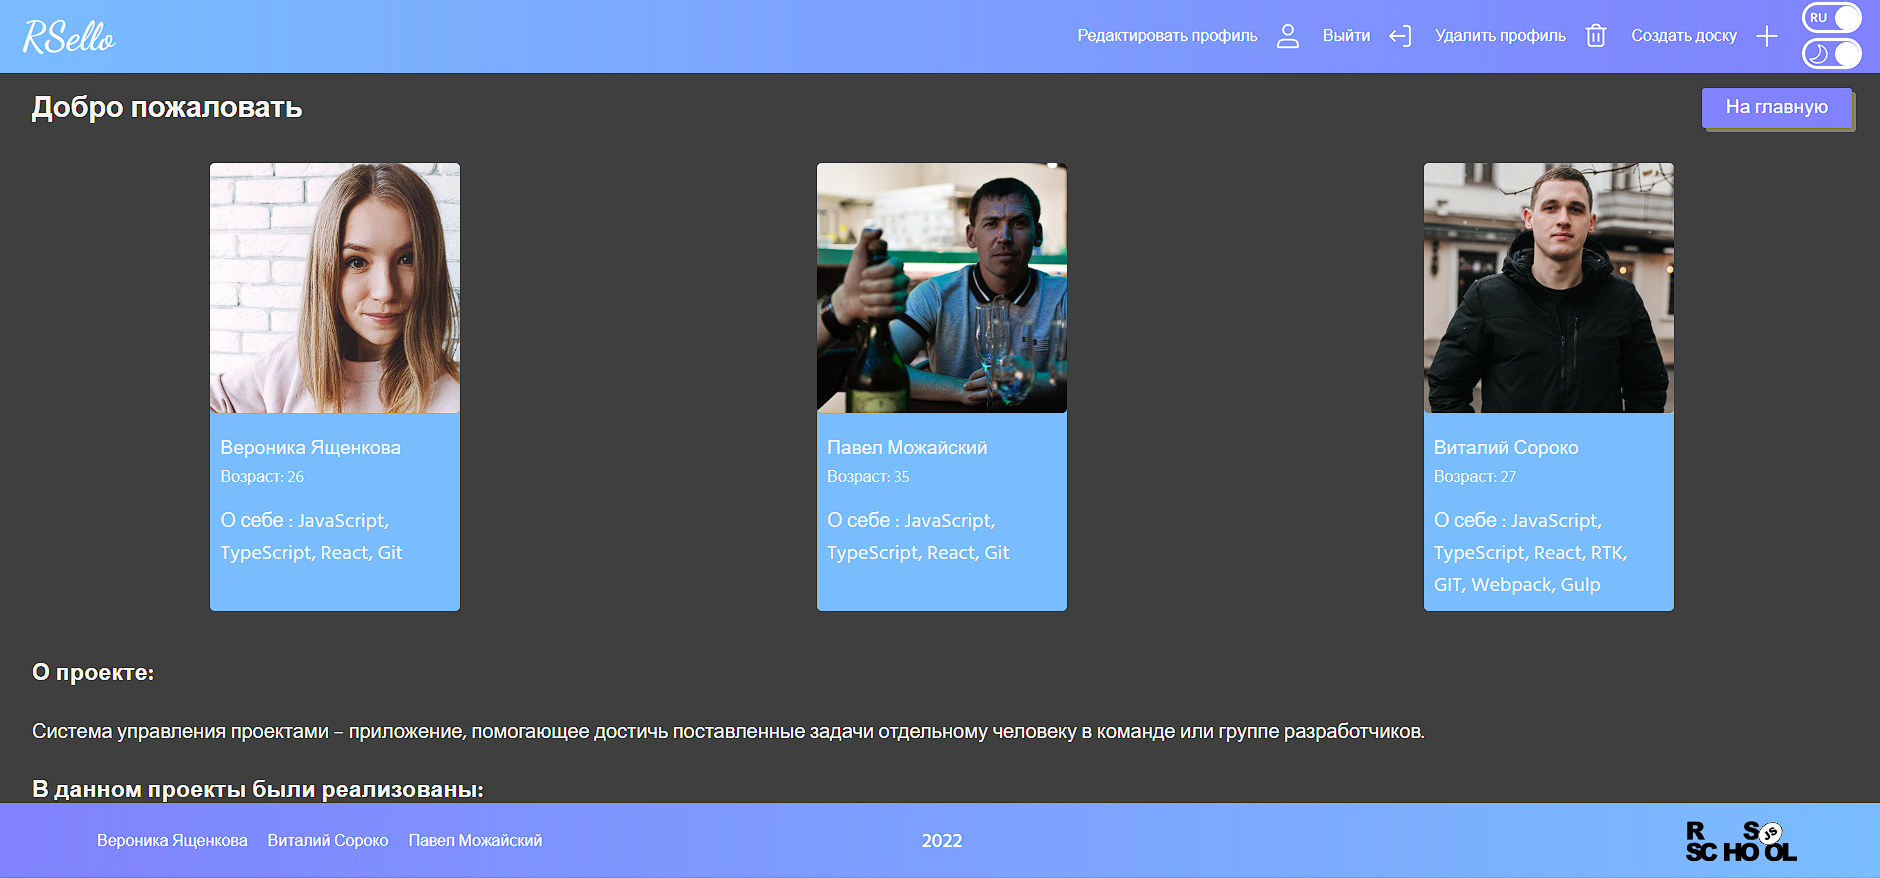 RSello
Редактировать профиль
Выйти
Удалить профиль
Создать доску
RU
Добро пожаловать
На главную
Вероника Ященкова
Возраст: 26
О себе : JavaScript,
TypeScript, React, Git
Павел Можайский
Возраст: 35
О себе : JavaScript,
TypeScript, React, Git
Виталий Сороко
Возраст: 27
О себе : JavaScript,
TypeScript, React, RTK,
GIT, Webpack, Gulp
О проекте:
Система управления проектами – приложение, помогающее достичь поставленные задачи отдельному человеку в команде или группе разработчиков.
В данном проекты были реализованы:
Вероника Ященкова
Виталий Сороко
Павел Можайский
2022
R S JS
SCHOOL